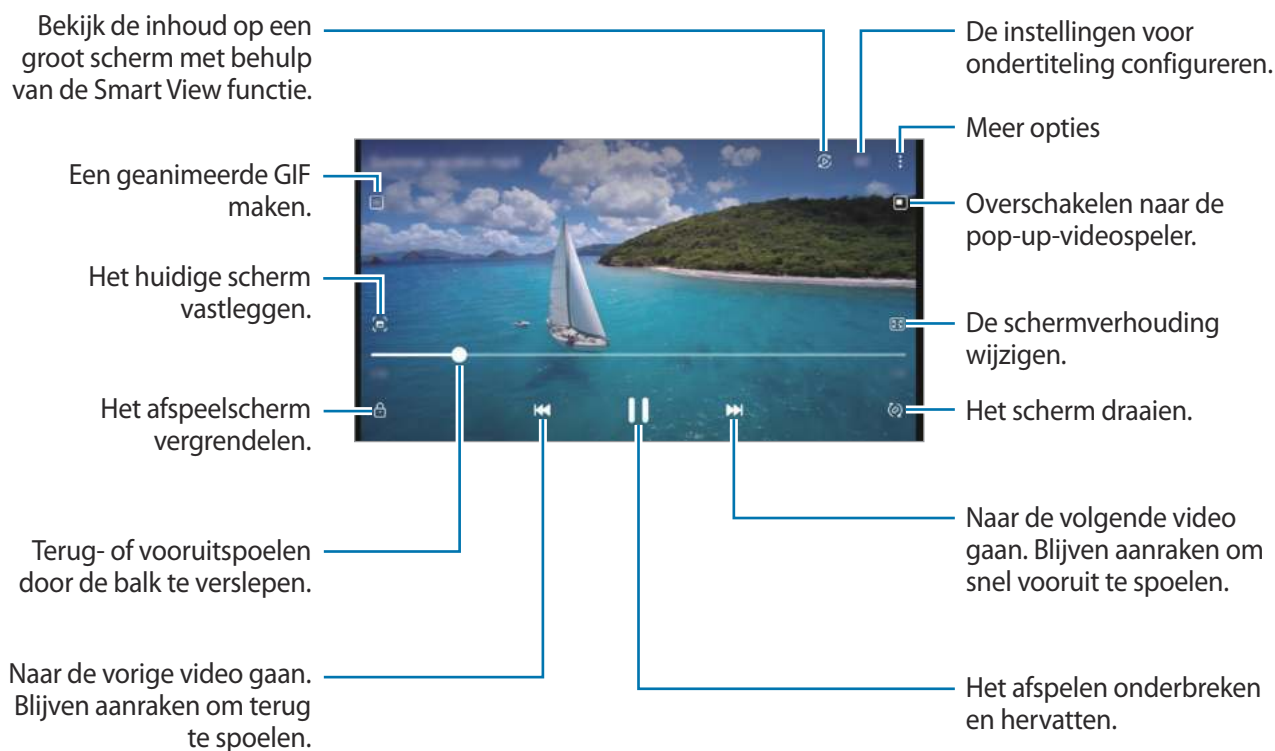 Bekijk de inhoud op een
groot scherm met behulp
van de Smart View functie.
Een geanimeerde GIF
maken.
Het huidige scherm
vastleggen.
Het afspeelscherm
vergrendelen.
Terug- of vooruitspoelen
door de balk te verslepen.
Naar de vorige video gaan.
Blijven aanraken om terug
te spoelen.
De instellingen voor
ondertiteling configureren.
Meer opties
Overschakelen naar de
pop-up-videospeler.
De schermverhouding
wijzigen.
Het scherm draaien.
Naar de volgende video
gaan. Blijven aanraken om
snel vooruit te spoelen.
Het afspelen onderbreken
en hervatten.